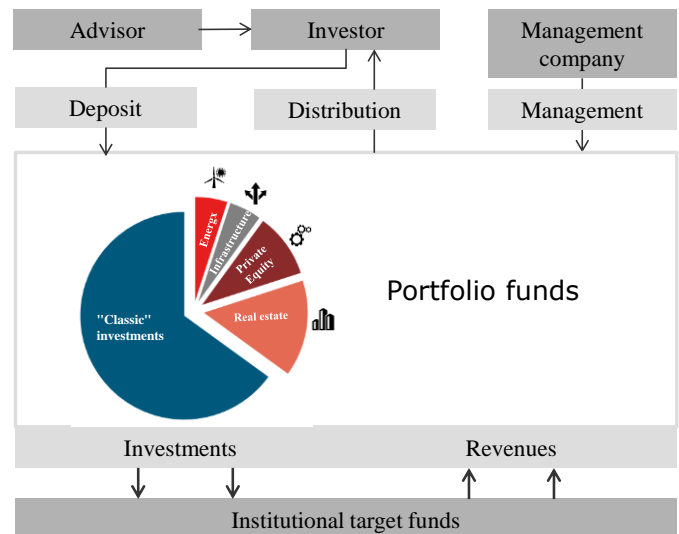 Advisor
Investor
Management
company
Deposit
Distribution
Management
Energx
Infrastructure
Private
Equity
Real estate
"Classic"
investments
Portfolio funds
Investments
Revenues
Institutional target funds